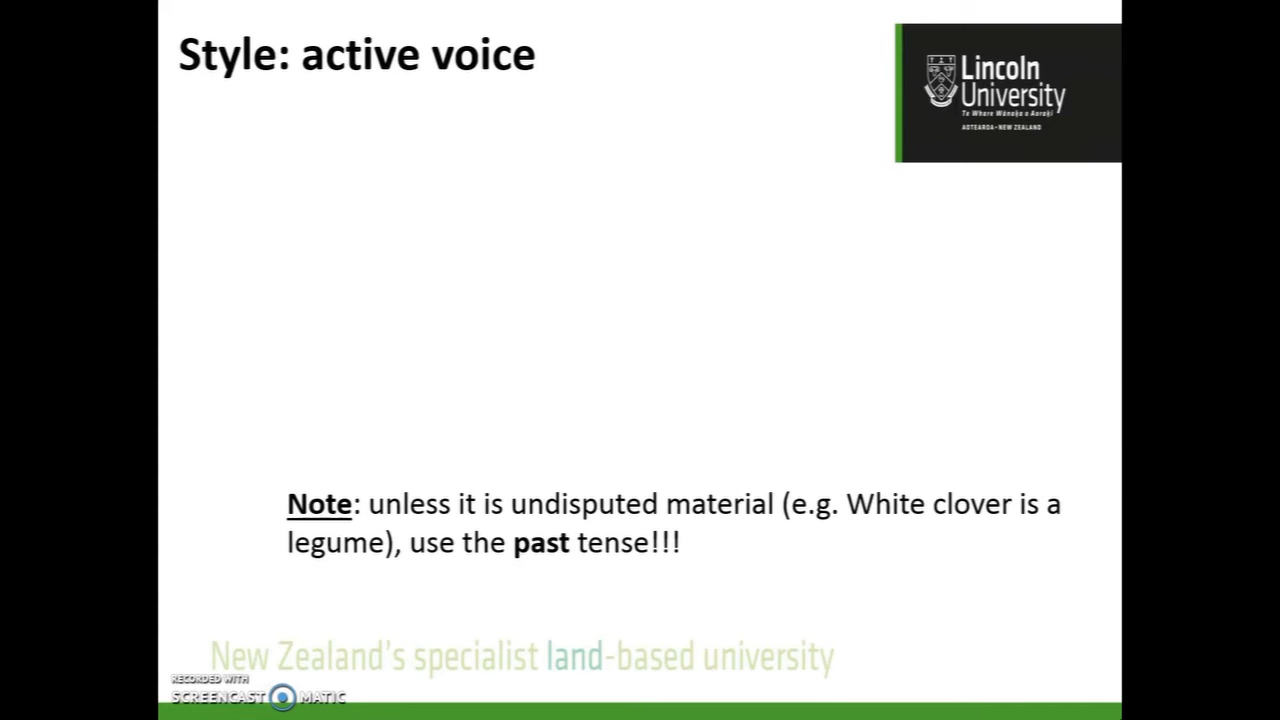 Style: active voice
Lincoln
University
Te Whare Wānaka o Aoraki
AOTEAROA • NEW ZEALAND
Note: unless it is undisputed material (e.g. White clover is a
legume), use the past tense!!!
New Zealand's specialist land-based university
RECORDED WITH
SCREENCAST MATIC